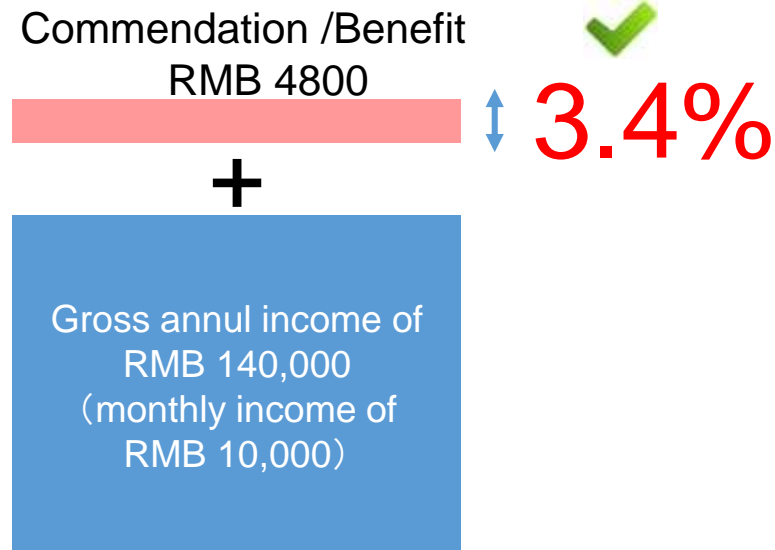 Commendation /Benefit
RMB 4800
3.4%
+
Gross annul income of
RMB 140,000
（monthly income of
RMB 10,000）